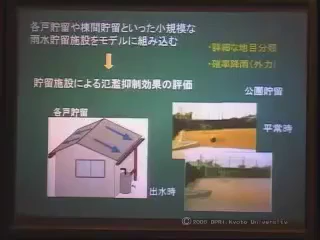 各戸貯留や棟間貯留といった小規模な
雨水貯留施設をモデルに組み込む
・詳細な地目分類
・確率降雨(外力)
貯留施設による氾濫抑制効果の評価
各戸貯留
公園貯留
平常時
出水時
©2009 DPRI Kyoto University